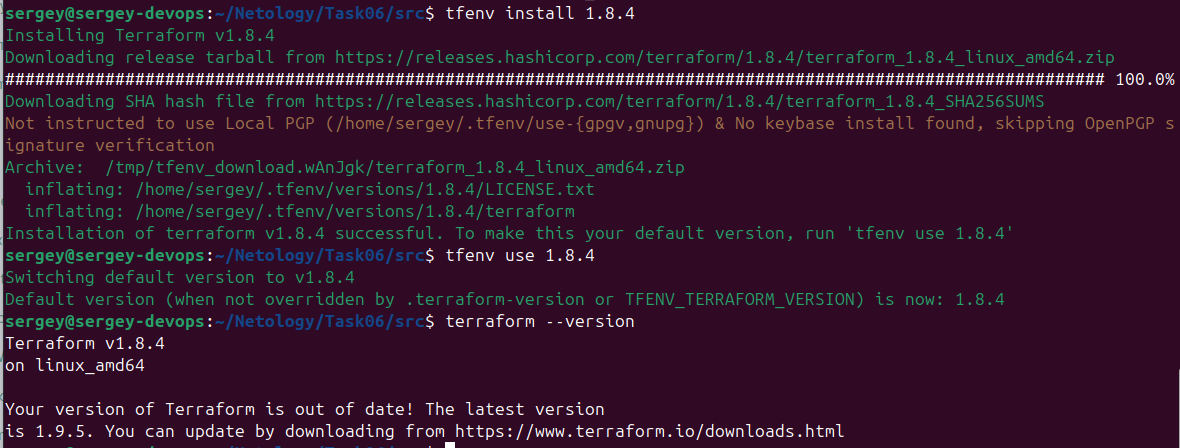 sergey@sergey-devops:~/Netology/Task06/src$ tfenv install 1.8.4
Installing Terraform v1.8.4
Downloading release tarball from https://releases.hashicorp.com/terraform/1.8.4/terraform_1.8.4_linux_amd64.zip
############################################################################################################## 100.0%
Downloading SHA hash file from https://releases.hashicorp.com/terraform/1.8.4/terraform_1.8.4_SHA256SUMS
Not instructed to use Local PGP (/home/sergey/.tfenv/use-{gpgv,gnupg}) & No keybase install found, skipping OpenPGP s
ignature verification
Archive:  /tmp/tfenv_download.wAnJgk/terraform_1.8.4_linux_amd64.zip
  inflating: /home/sergey/.tfenv/versions/1.8.4/LICENSE.txt
  inflating: /home/sergey/.tfenv/versions/1.8.4/terraform
Installation of terraform v1.8.4 successful. To make this your default version, run 'tfenv use 1.8.4'
sergey@sergey-devops:~/Netology/Task06/src$ tfenv use 1.8.4
Switching default version to v1.8.4
Default version (when not overridden by .terraform-version or TFENV_TERRAFORM_VERSION) is now: 1.8.4
sergey@sergey-devops:~/Netology/Task06/src$ terraform --version
Terraform v1.8.4
on linux_amd64

Your version of Terraform is out of date! The latest version
is 1.9.5. You can update by downloading from https://www.terraform.io/downloads.html